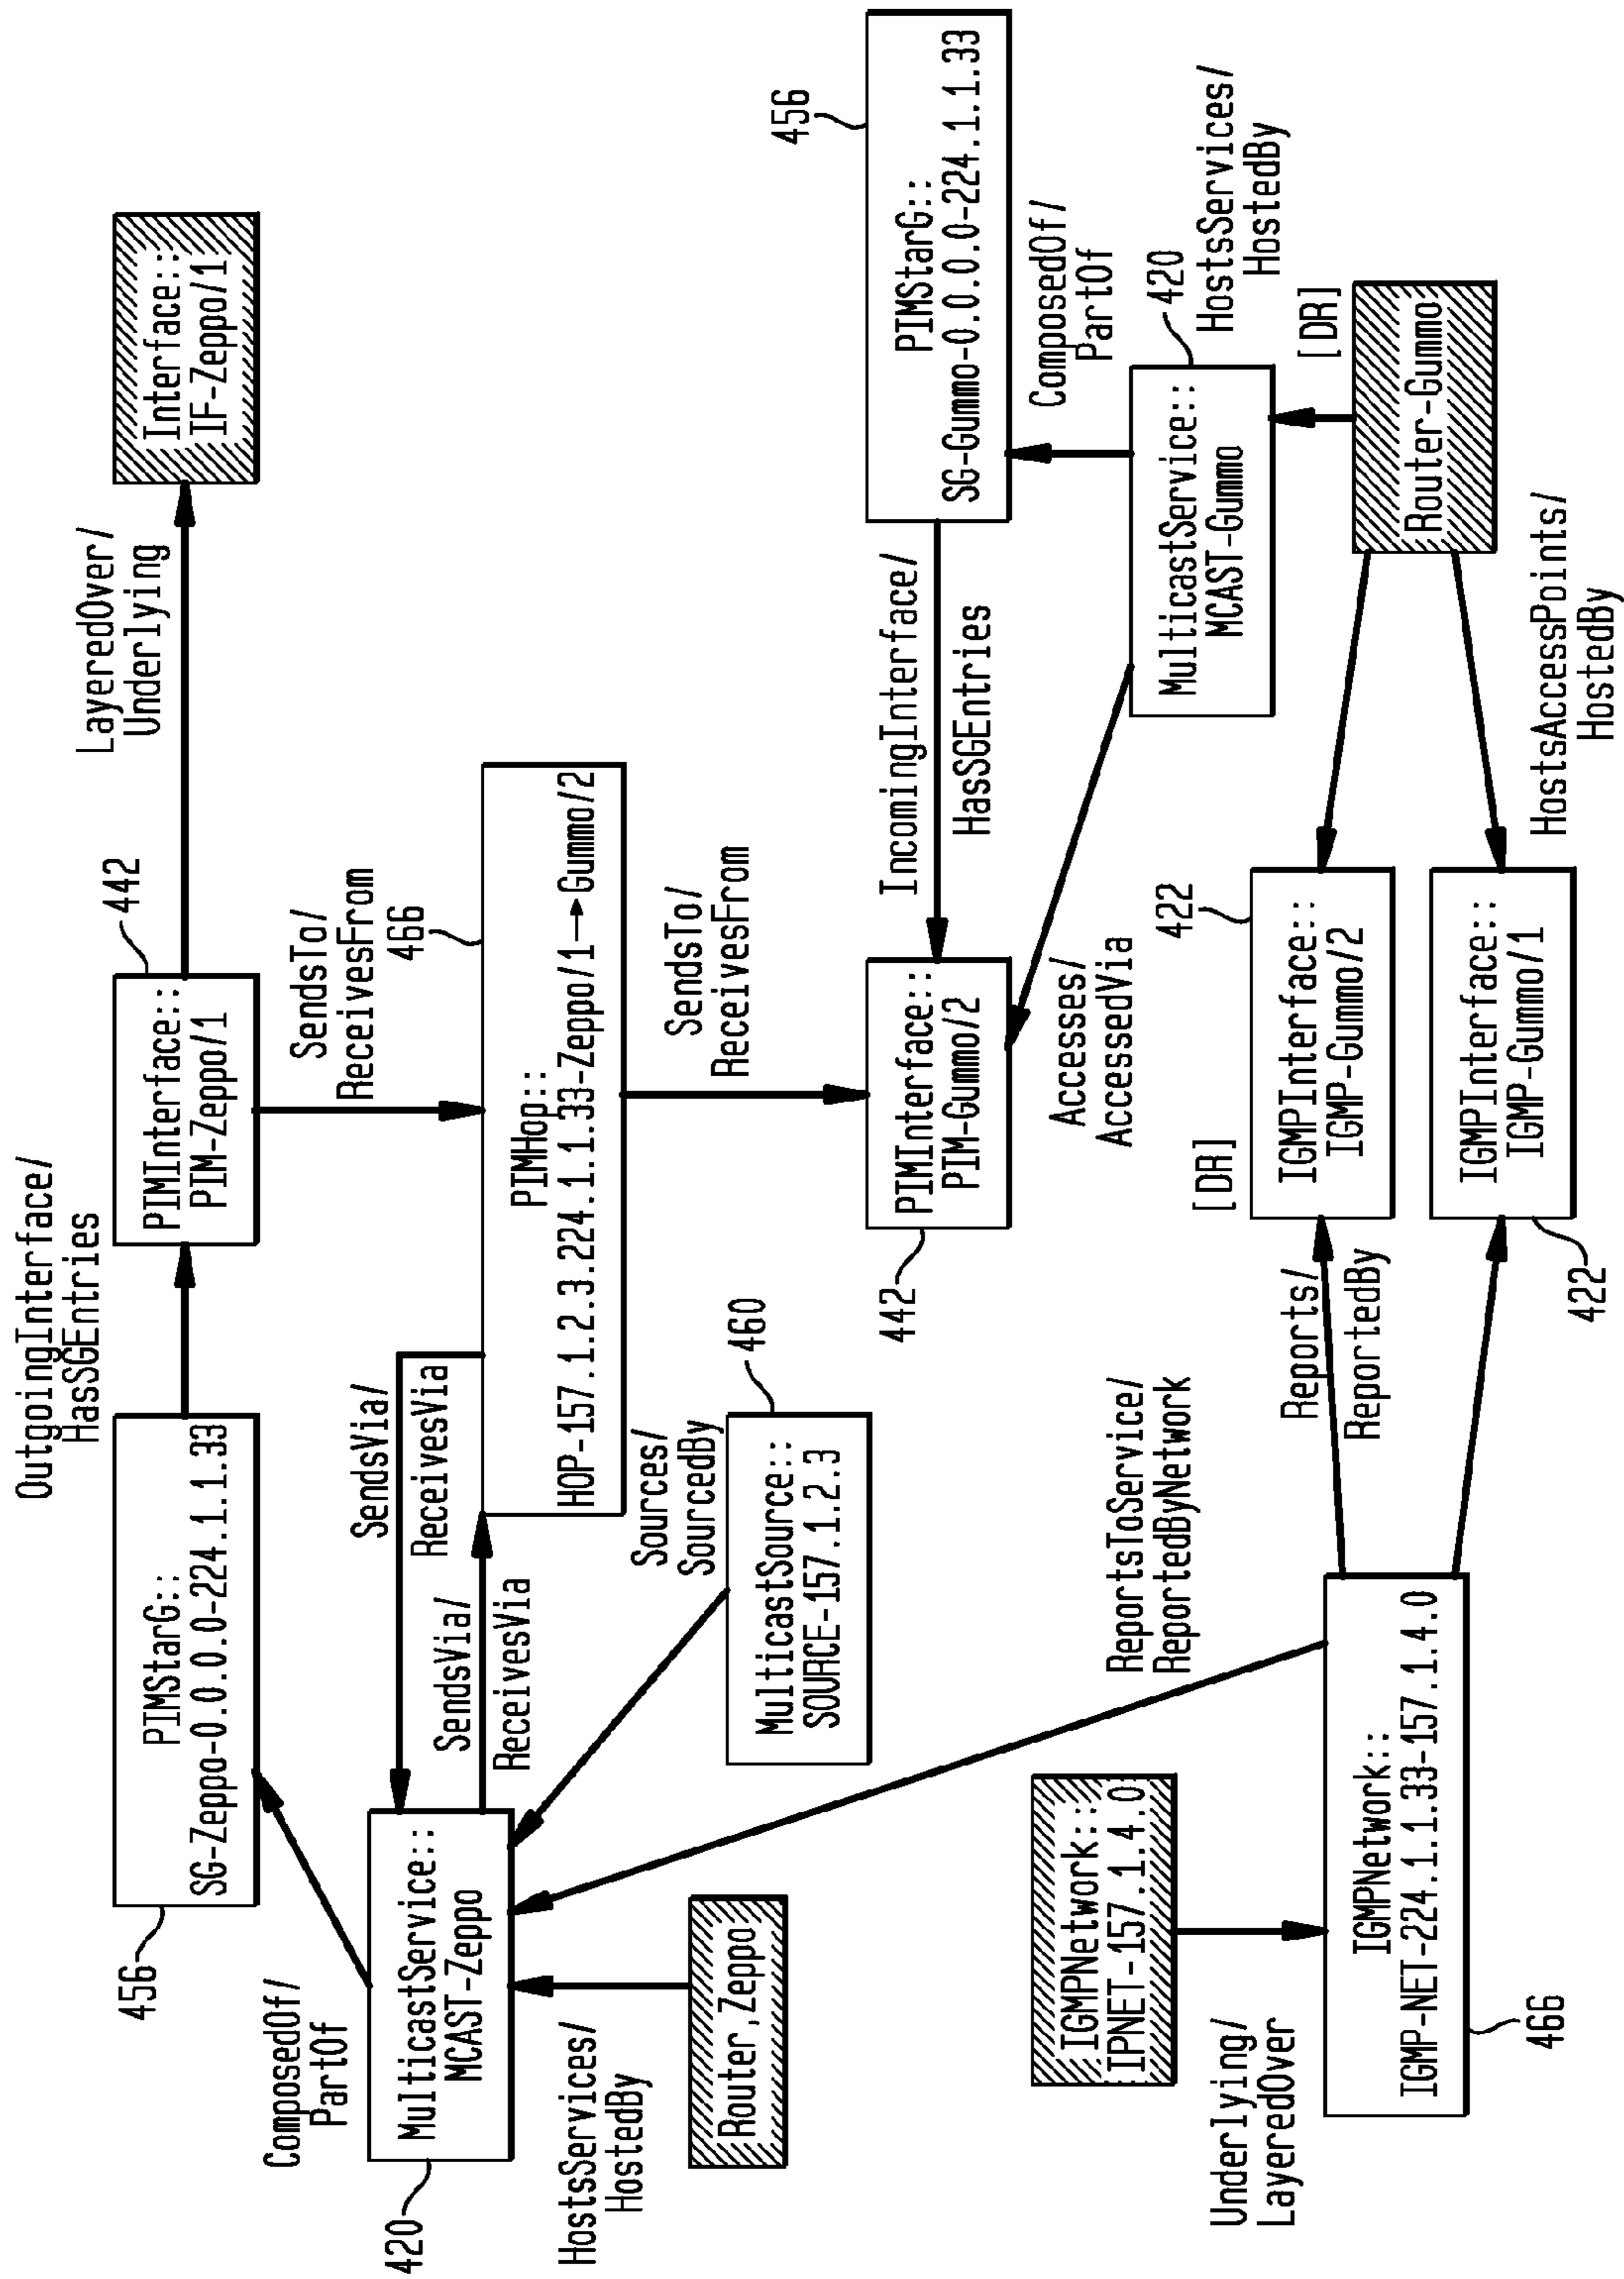 OutgoingInterface/
HasSGEntries
LayeredOver/
Underlying
456
PIMStarG::
SG-Zeppo-0.0.0.0-224.1.1.33
442
PIMInterface::
PIM-Zeppo/1
Interface::
IF-Zeppo/1
ComposedOf/
PartOf
SendsVia/
ReceivesVia
SendsTo/
ReceivesFrom
466
420
MulticastService::
MCAST-Zeppo
SendsVia/
ReceivesVia
PIMHop::
HOP-157.1.2.3.224.1.1.33-Zeppo/1→Gummo/2
HostsServices/
HostedBy
Router,Zeppo
Sources/
SourcedBy
460
MulticastSource::
SOURCE-157.1.2.3
SendsTo/
ReceivesFrom
456
PIMStarG::
SG-Gummo-0.0.0.0-224.1.1.33
442
PIMInterface::
PIM-Gummo/2
IncomingInterface/
HasSGEntries
ComposedOf/
PartOf
Accesses/
AccessedVia
MulticastService::
MCAST-Gummo
420
HostsServices/
HostedBy
IGMPNetwork::
IPNET-157.1.4.0
ReportsToService/
ReportedByNetwork
Underlying/
LayeredOver
IGMPNetwork::
IGMP-NET-224.1.1.33-157.1.4.0
466
Reports/
ReportedBy
[DR]
422
IGMPInterface::
IGMP-Gummo/2
[DR]
Router-Gummo
IGMPInterface::
IGMP-Gummo/1
422
HostsAccessPoints/
HostedBy